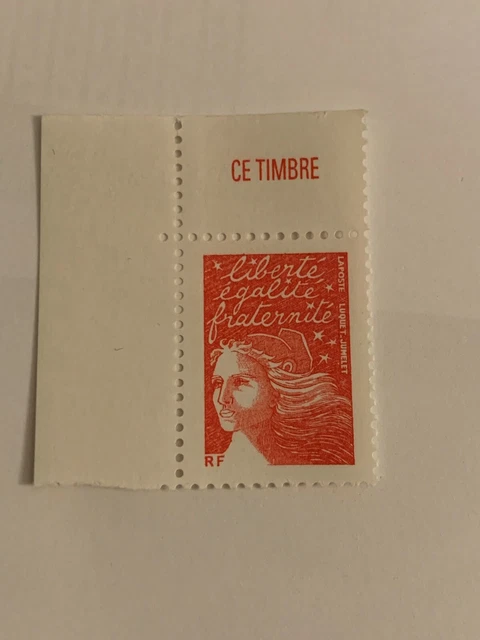 CE TIMBRE
liberté
égalité
fraternité
LAPOSTE LUQUET. JUMELET
RF